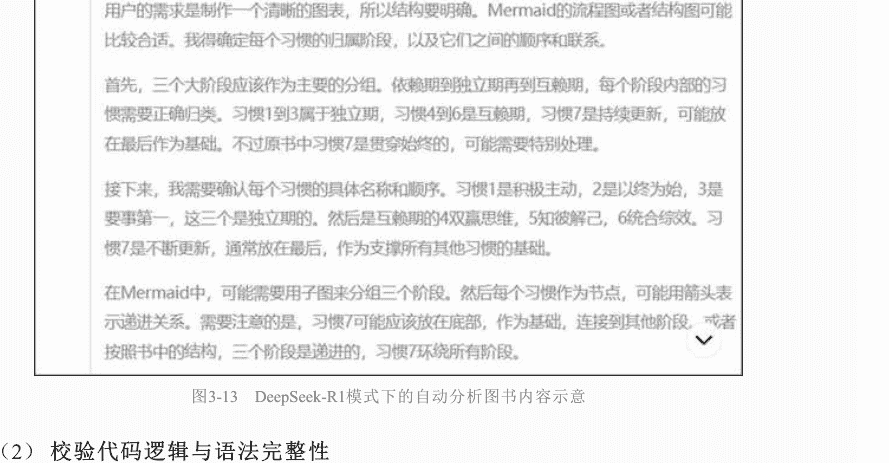 用户的需求是制作一个清晰的图表，所以结构要明确。Mermaid的流程图或者结构图可能
比较合适。我得确定每个习惯的归属阶段，以及它们之间的顺序和联系。
首先，三个大阶段应该作为主要的分组。依赖期到独立期再到互赖期，每个阶段内部的习
惯需要正确归类。习惯1到3属于独立期，习惯4到6是互赖期，习惯7是持续更新，可能放
在最后作为基础。不过原书中习惯7是贯穿始终的，可能需要特别处理。
接下来，我需要确认每个习惯的具体名称和顺序。习惯1是积极主动，2是以终为始，3是
要事第一，这三个是独立期的。然后是互赖期的4双赢思维，5知彼解己，6统合综效。习
惯7是不断更新，通常放在最后，作为支撑所有其他习惯的基础。
在Mermaid中，可能需要用子图来分组三个阶段。然后每个习惯作为节点，可能用箭头表
示递进关系。需要注意的是，习惯7可能应该放在底部，作为基础，连接到其他阶段。或者
按照书中的结构，三个阶段是递进的，习惯7环绕所有阶段。
图3-13 DeepSeek-R1模式下的自动分析图书内容示意
（2） 校验代码逻辑与语法完整性